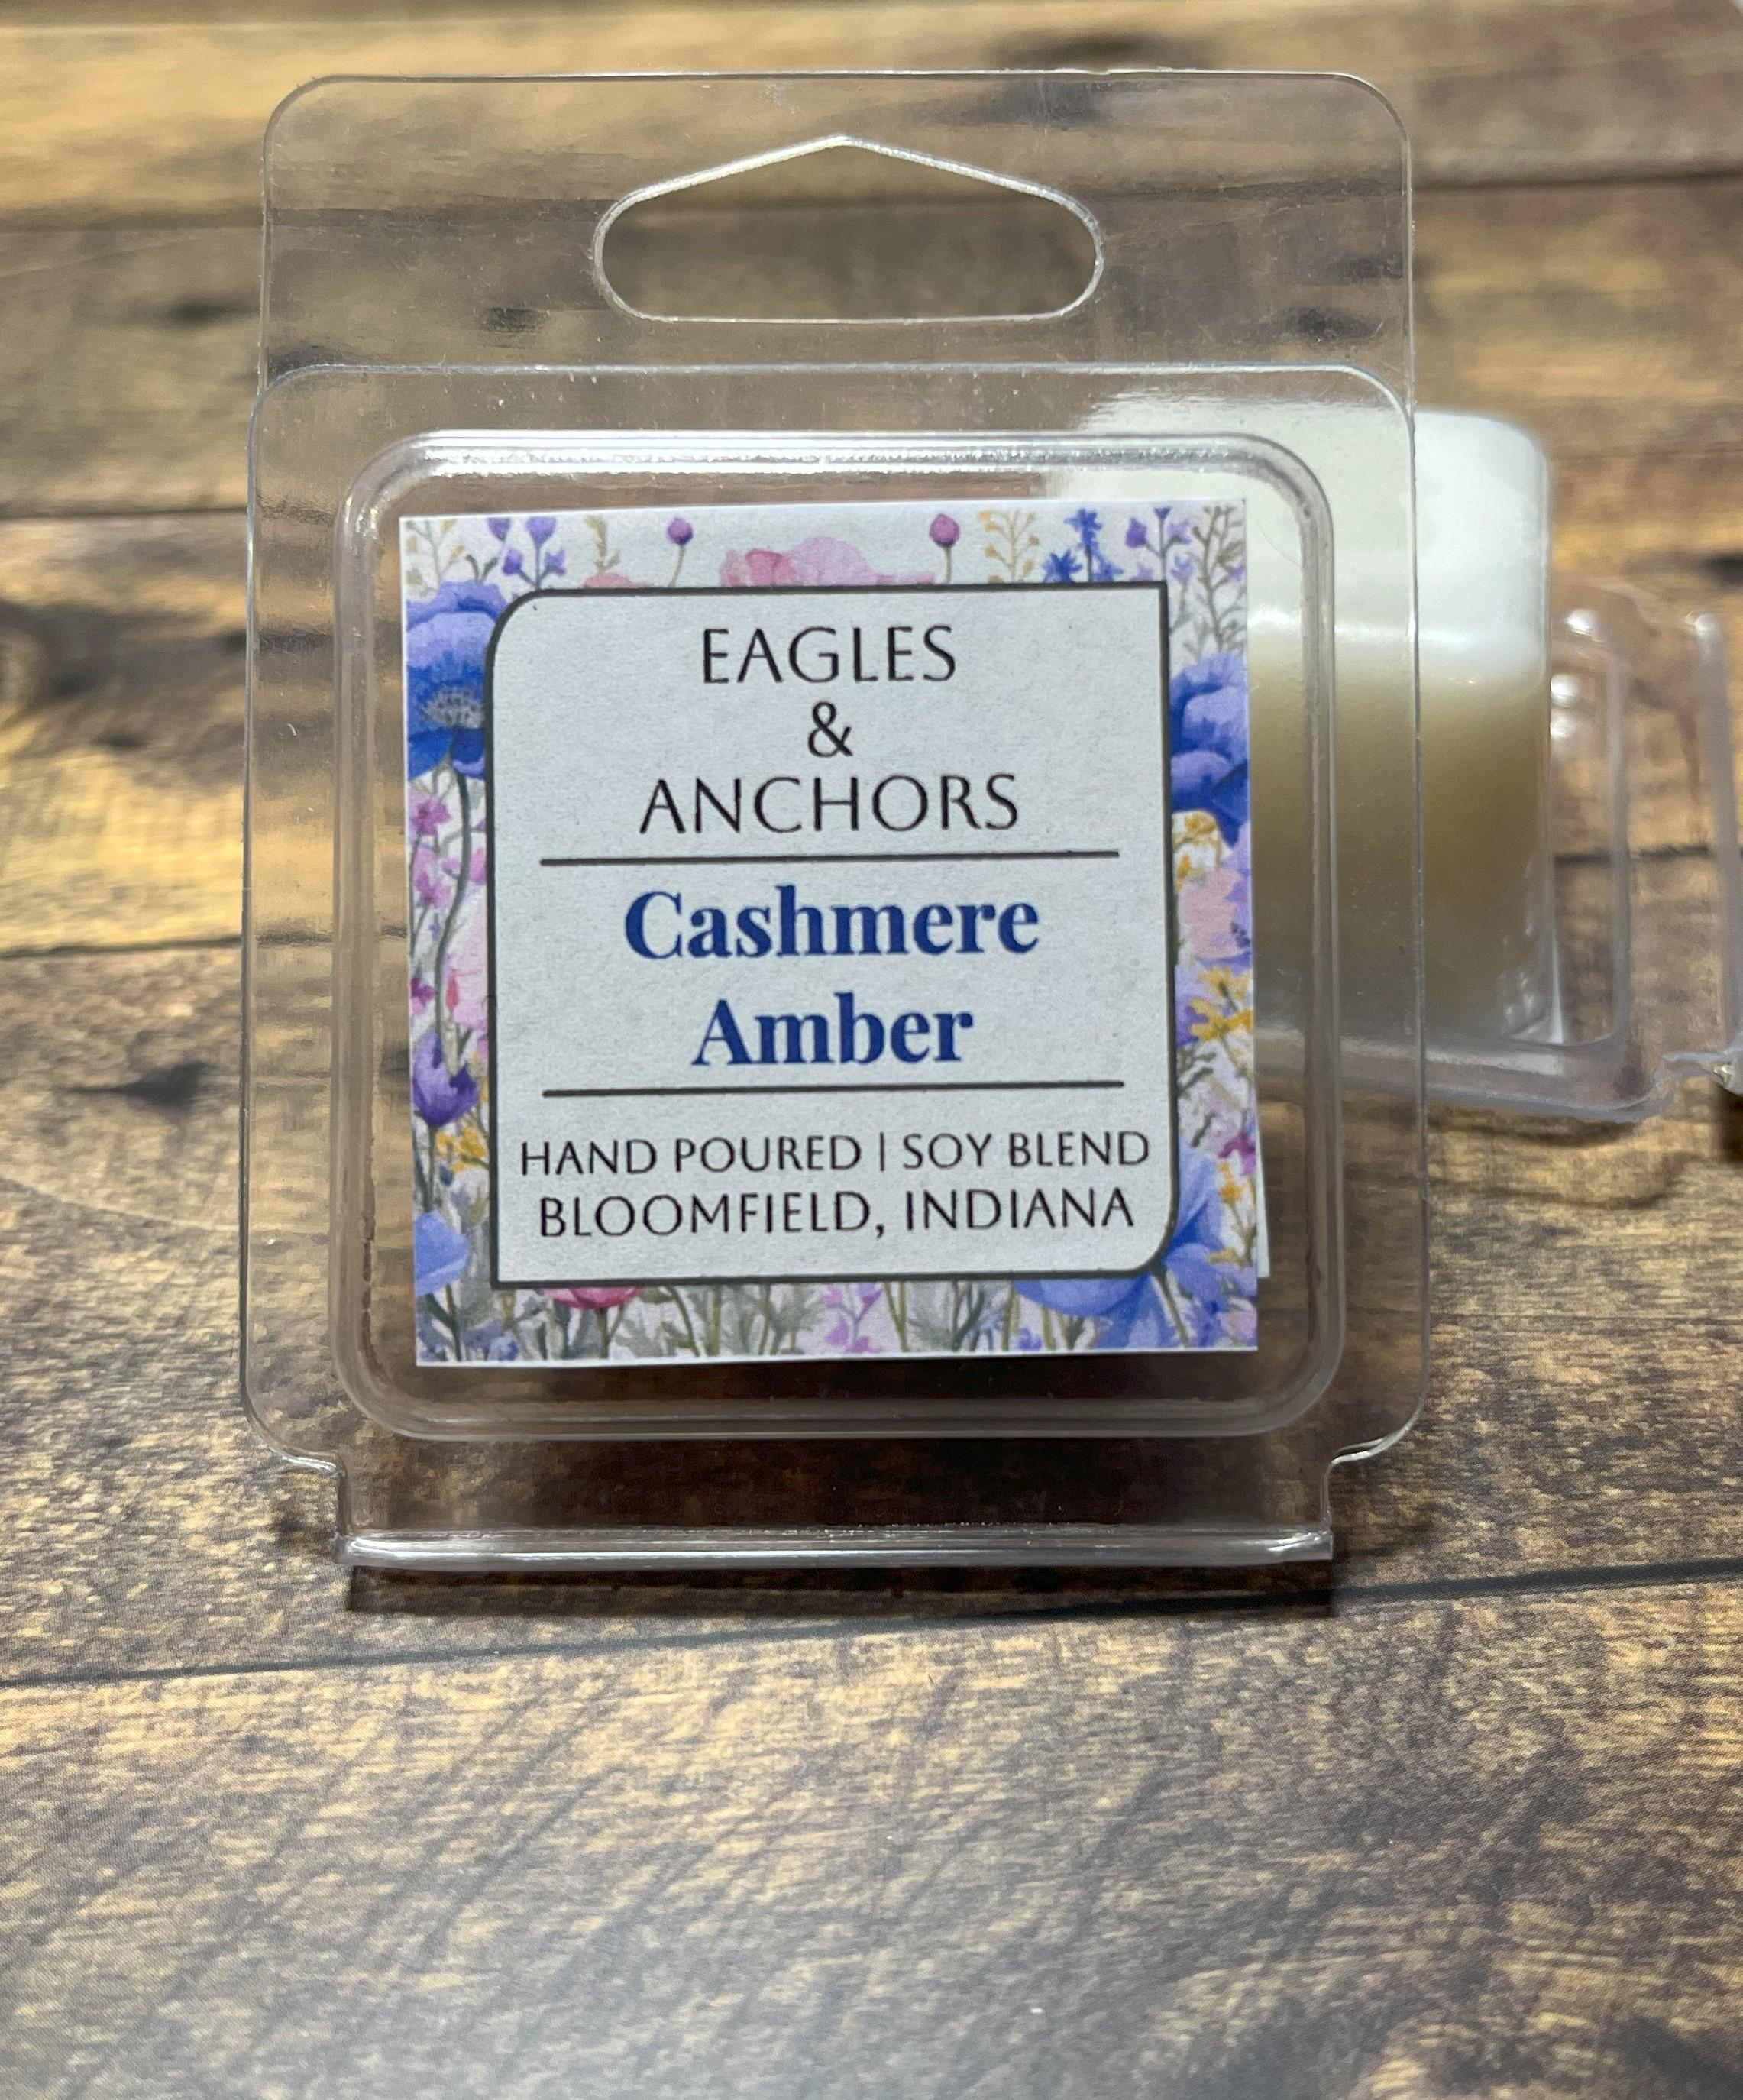 EAGLES
&
ANCHORS
Cashmere
Amber
HAND POURED | SOY BLEND
BLOOMFIELD, INDIANA